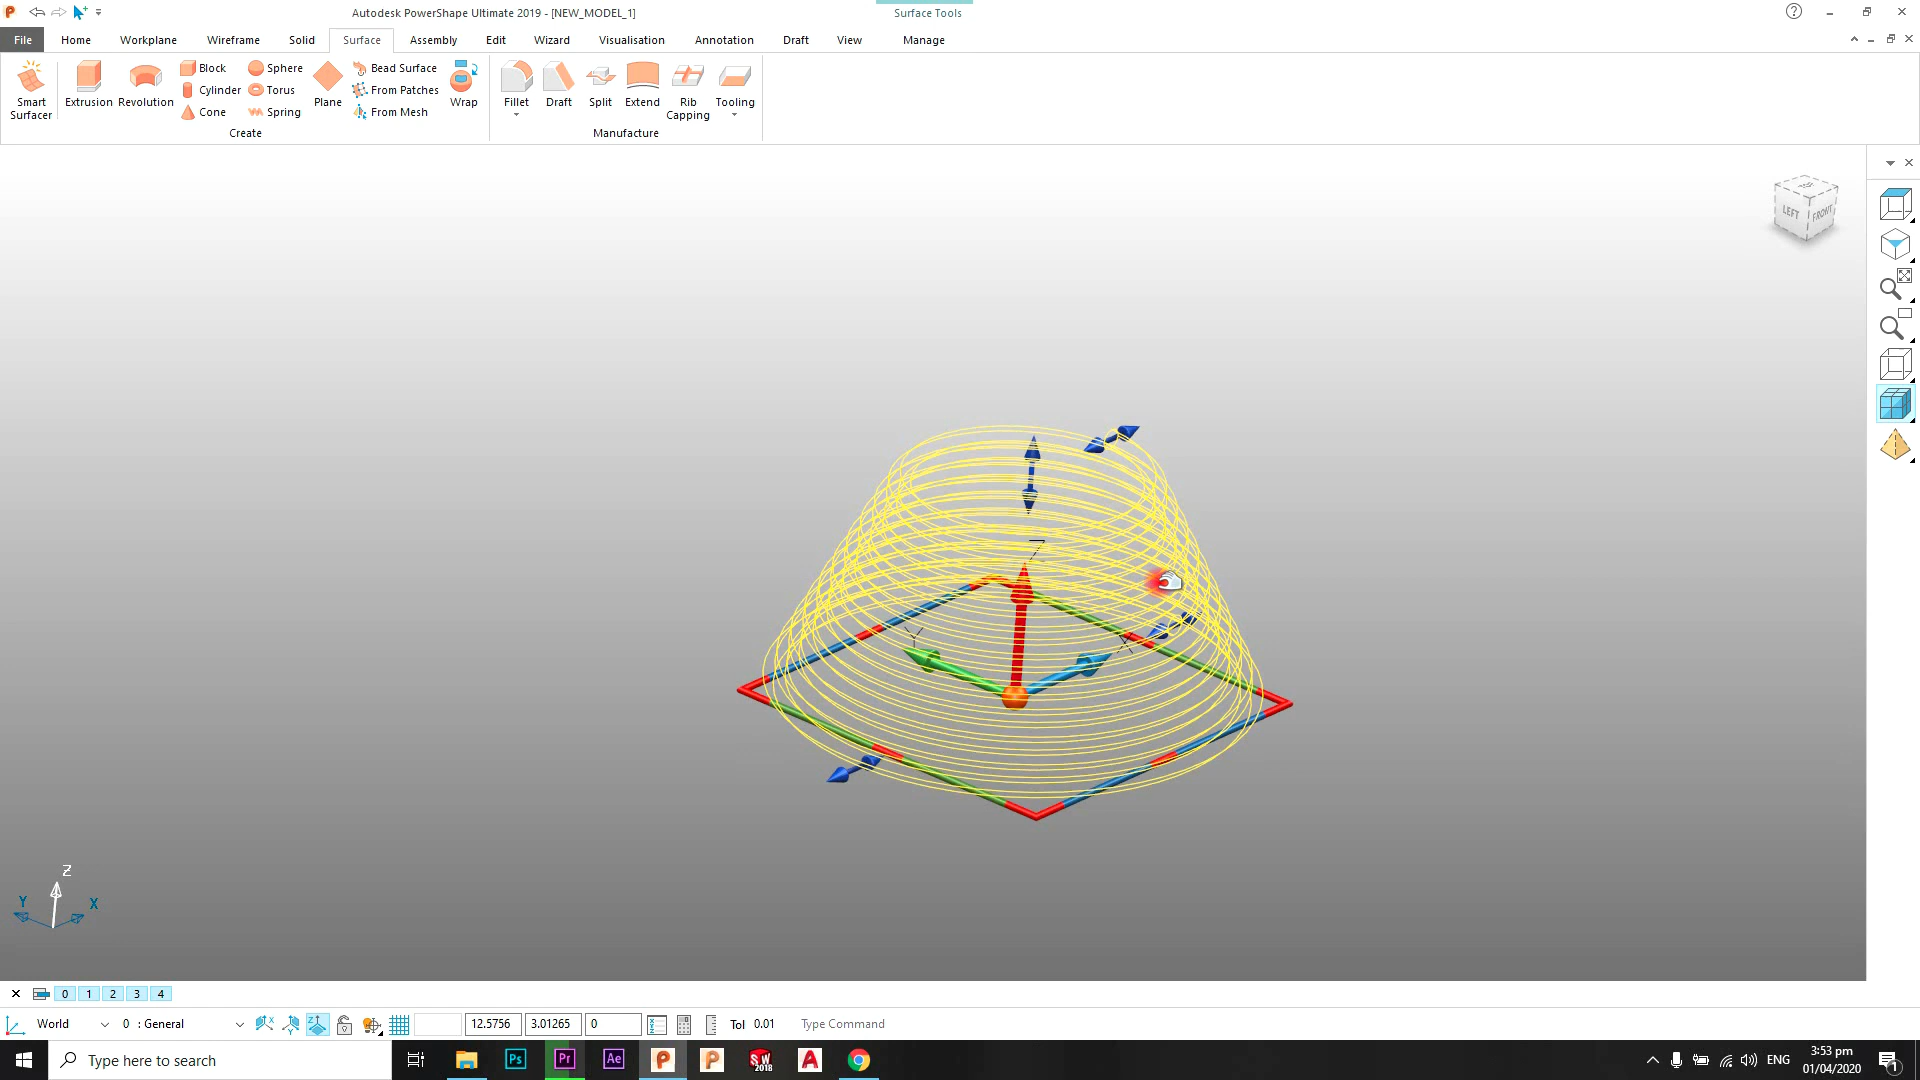 Autodesk PowerShape Ultimate 2019 - [NEW_MODEL_1]
Surface Tools
File Home Workplane Wireframe Solid Surface Assembly Edit Wizard Visualisation Annotation Draft View Manage
Smart Surfacer
Extrusion
Revolution
Block
Cylinder
Cone
Sphere
Torus
Spring
Plane
Bead Surface
From Patches
From Mesh
Wrap
Create
Fillet
Draft
Split
Extend
Rib Capping
Tooling
Manufacture
TOP
LEFT
FRONT
Z
Y
X
Z
Y
X
0 1 2 3 4
World
0 : General
12.5756
3.01265
0
Tol 0.01
Type Command
Type here to search
Ps
Pr
Ae
SW 2018
ENG
3:53 pm
01/04/2020
1